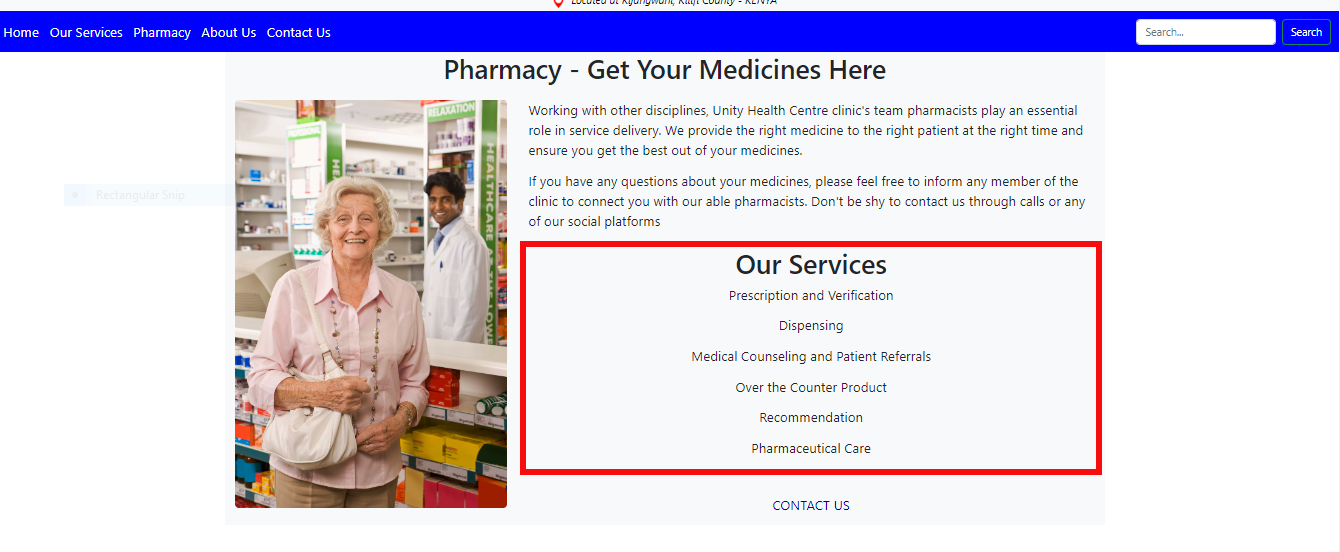 Located at Kijangwani, Kilifi County - KENYA
Home Our Services Pharmacy About Us Contact Us Search... Search
Pharmacy - Get Your Medicines Here
Working with other disciplines, Unity Health Centre clinic's team pharmacists play an essential
role in service delivery. We provide the right medicine to the right patient at the right time and
ensure you get the best out of your medicines.
If you have any questions about your medicines, please feel free to inform any member of the
clinic to connect you with our able pharmacists. Don't be shy to contact us through calls or any
of our social platforms
Rectangular Snip
RELAXATION
HEALTHCARE
Our Services
Prescription and Verification
Dispensing
Medical Counseling and Patient Referrals
Over the Counter Product
Recommendation
Pharmaceutical Care
CONTACT US